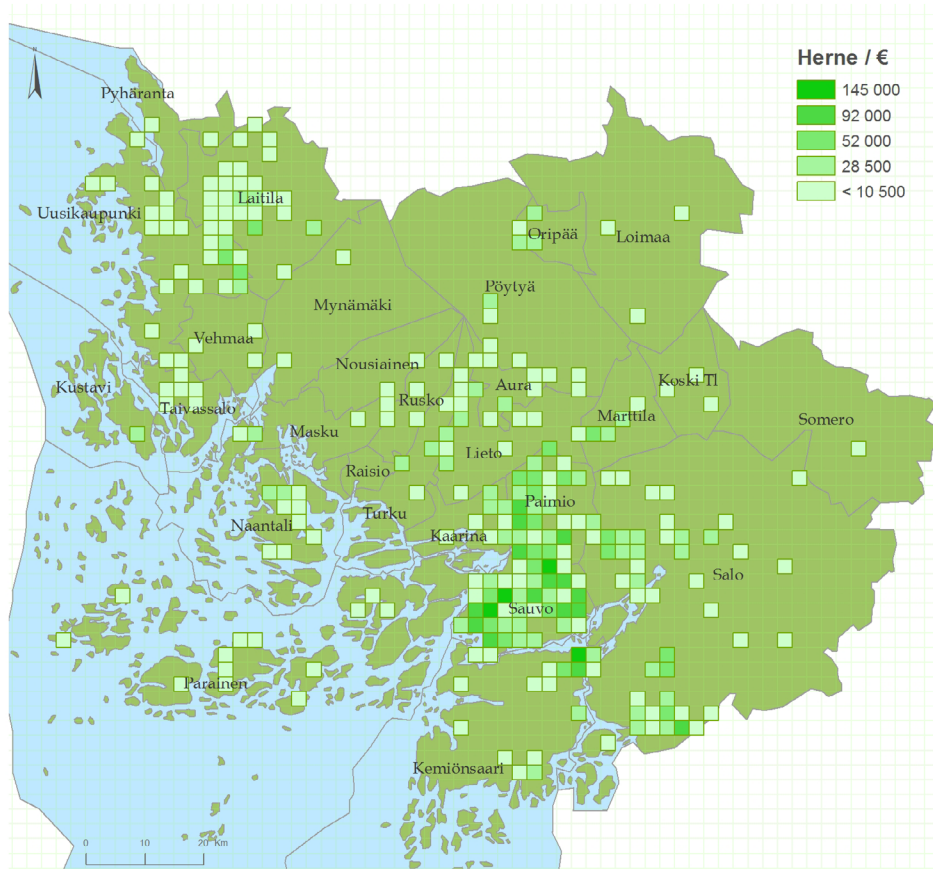 N
Herne / €
145 000
92 000
52 000
28 500
< 10 500
Pyhäranta
Laitila
Uusikaupunki
Oripää
Loimaa
Pöytyä
Mynämäki
Vehmaa
Nousiainen
Koski Tl
Kustavi
Aura
Rusko
Taivassalo
Marttila
Somero
Masku
Lieto
Raisio
Paimio
Turku
Naantali
Kaarina
Salo
Sauvo
Parainen
Kemiönsaari
0 10 20 Km